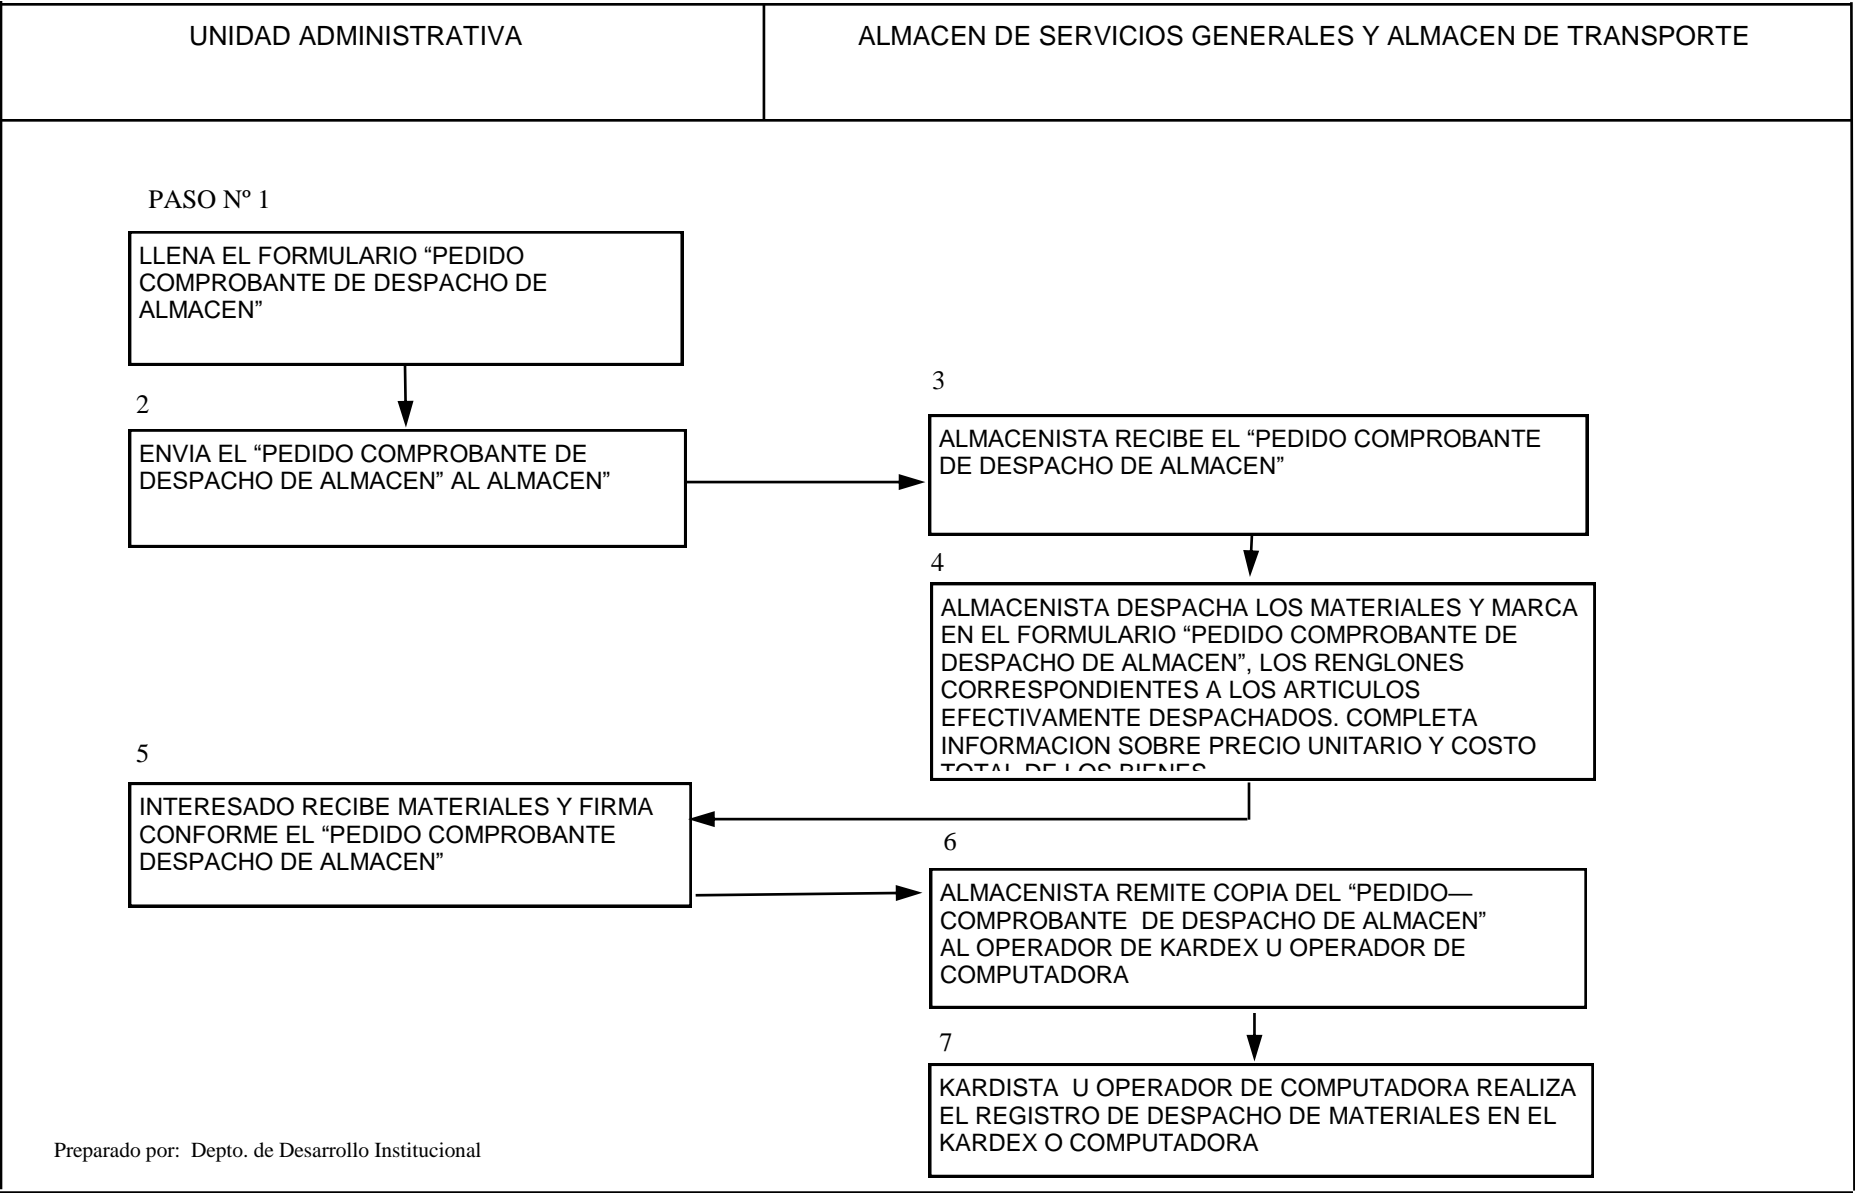 UNIDAD ADMINISTRATIVA
ALMACEN DE SERVICIOS GENERALES Y ALMACEN DE TRANSPORTE
PASO Nº 1
LLENA EL FORMULARIO “PEDIDO
COMPROBANTE DE DESPACHO DE
ALMACEN”
2
ENVIA EL “PEDIDO COMPROBANTE DE
DESPACHO DE ALMACEN” AL ALMACEN”
3
ALMACENISTA RECIBE EL “PEDIDO COMPROBANTE
DE DESPACHO DE ALMACEN”
4
ALMACENISTA DESPACHA LOS MATERIALES Y MARCA
EN EL FORMULARIO “PEDIDO COMPROBANTE DE
DESPACHO DE ALMACEN”, LOS RENGLONES
CORRESPONDIENTES A LOS ARTICULOS
EFECTIVAMENTE DESPACHADOS. COMPLETA
INFORMACION SOBRE PRECIO UNITARIO Y COSTO
TOTAL DE LOS BIENES
5
INTERESADO RECIBE MATERIALES Y FIRMA
CONFORME EL “PEDIDO COMPROBANTE
DESPACHO DE ALMACEN”
6
ALMACENISTA REMITE COPIA DEL “PEDIDO—
COMPROBANTE  DE DESPACHO DE ALMACEN”
AL OPERADOR DE KARDEX U OPERADOR DE
COMPUTADORA
7
KARDISTA  U OPERADOR DE COMPUTADORA REALIZA
EL REGISTRO DE DESPACHO DE MATERIALES EN EL
KARDEX O COMPUTADORA
Preparado por:  Depto. de Desarrollo Institucional